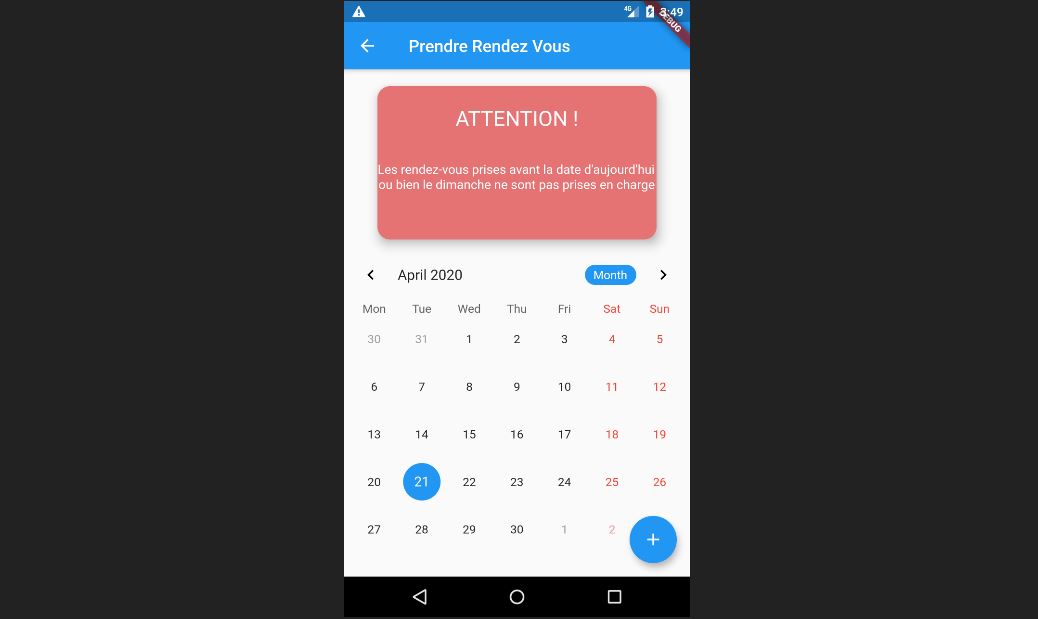 4G
Prendre Rendez Vous
DEBUG
ATTENTION !
Les rendez-vous prises avant la date d'aujourd'hui
ou bien le dimanche ne sont pas prises en charge
April 2020 Month
Mon Tue Wed Thu Fri Sat Sun
30 31 1 2 3 4 5
6 7 8 9 10 11 12
13 14 15 16 17 18 19
20 21 22 23 24 25 26
27 28 29 30 1 2